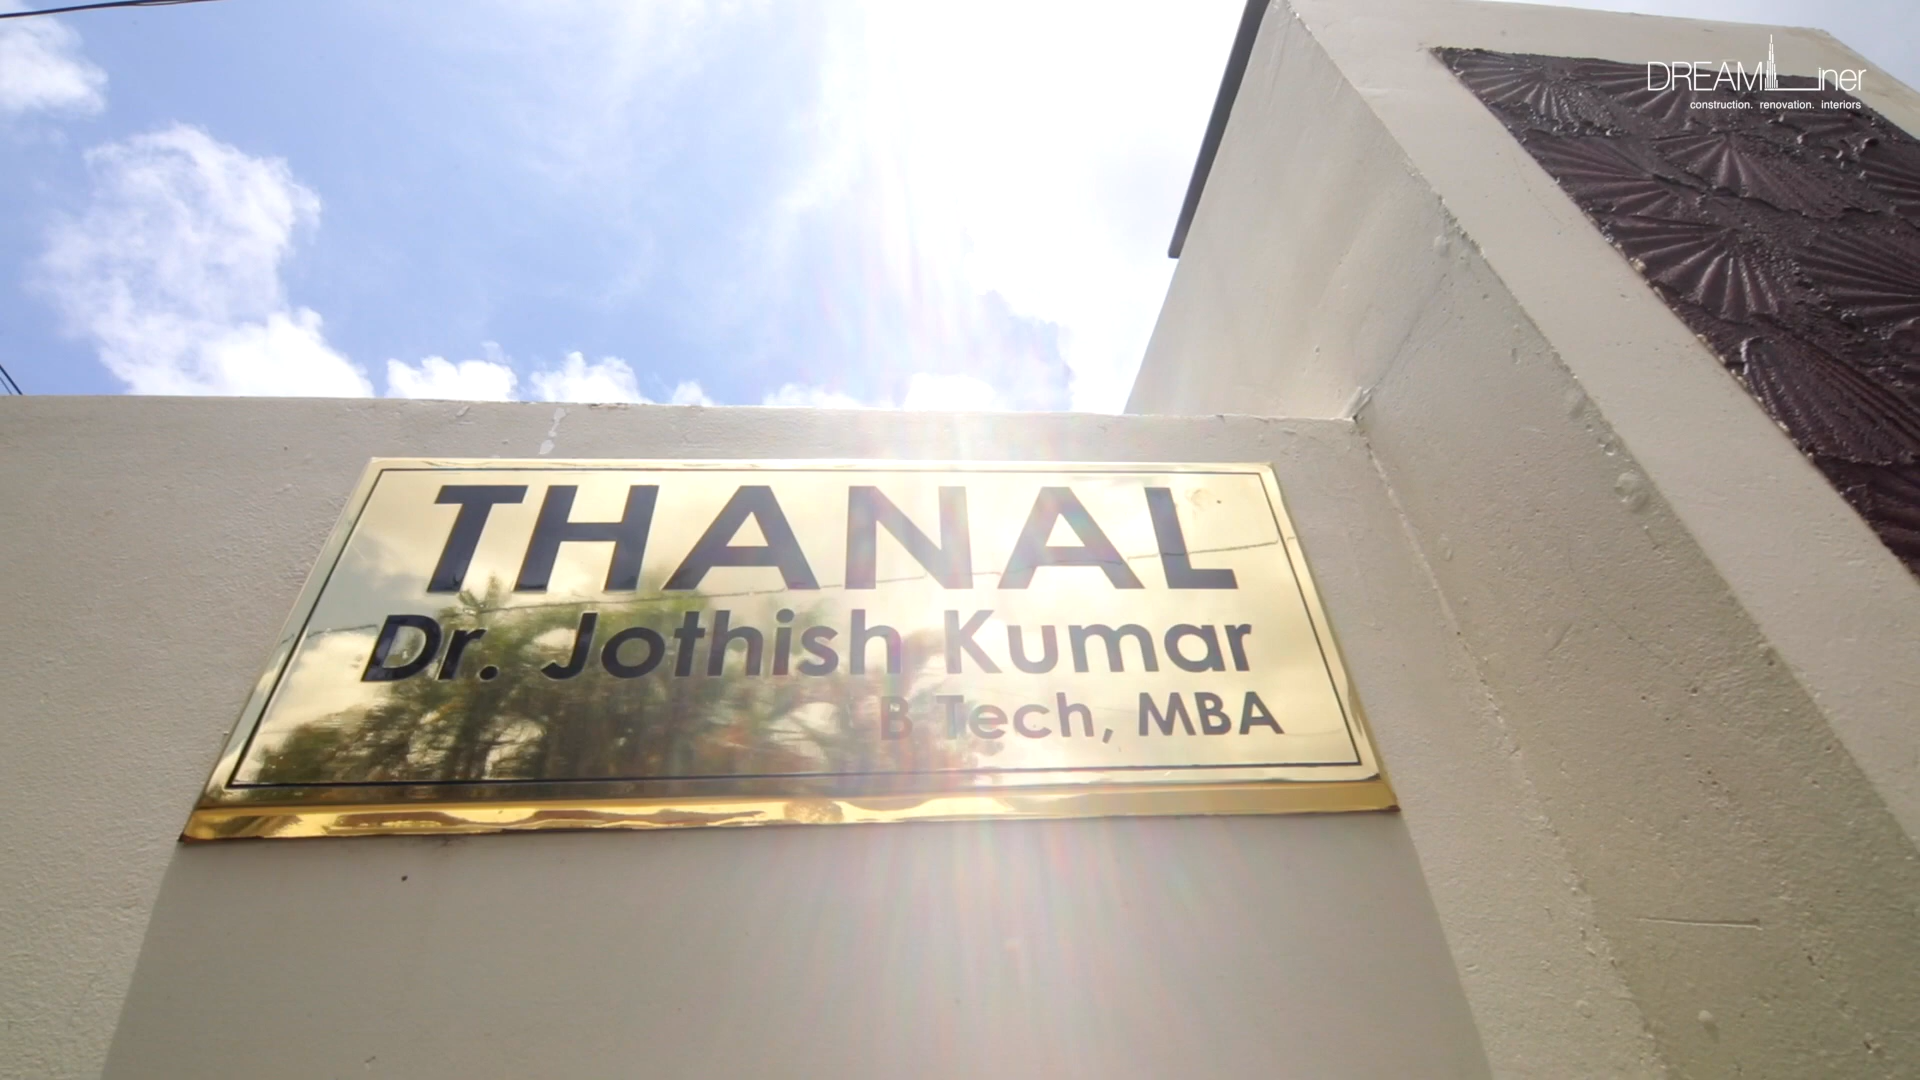 DREAMLiner
construction. renovation. interiors
THANAL
Dr. Jothish Kumar
B Tech, MBA